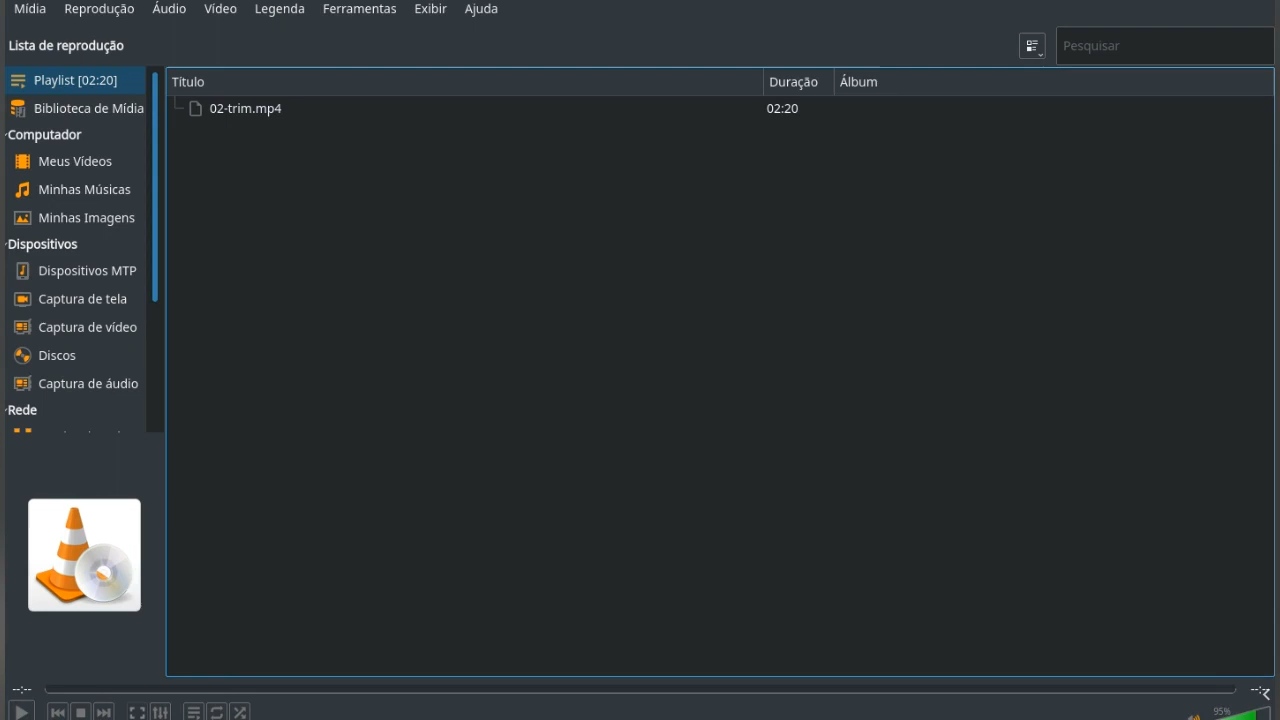 Mídia Reprodução Áudio Vídeo Legenda Ferramentas Exibir Ajuda
Lista de reprodução
Pesquisar
Playlist [02:20]
Biblioteca de Mídia
Computador
Meus Vídeos
Minhas Músicas
Minhas Imagens
Dispositivos
Dispositivos MTP
Captura de tela
Captura de vídeo
Discos
Captura de áudio
Rede
Título Duração Álbum
02-trim.mp4 02:20
--:-- --:--
95%